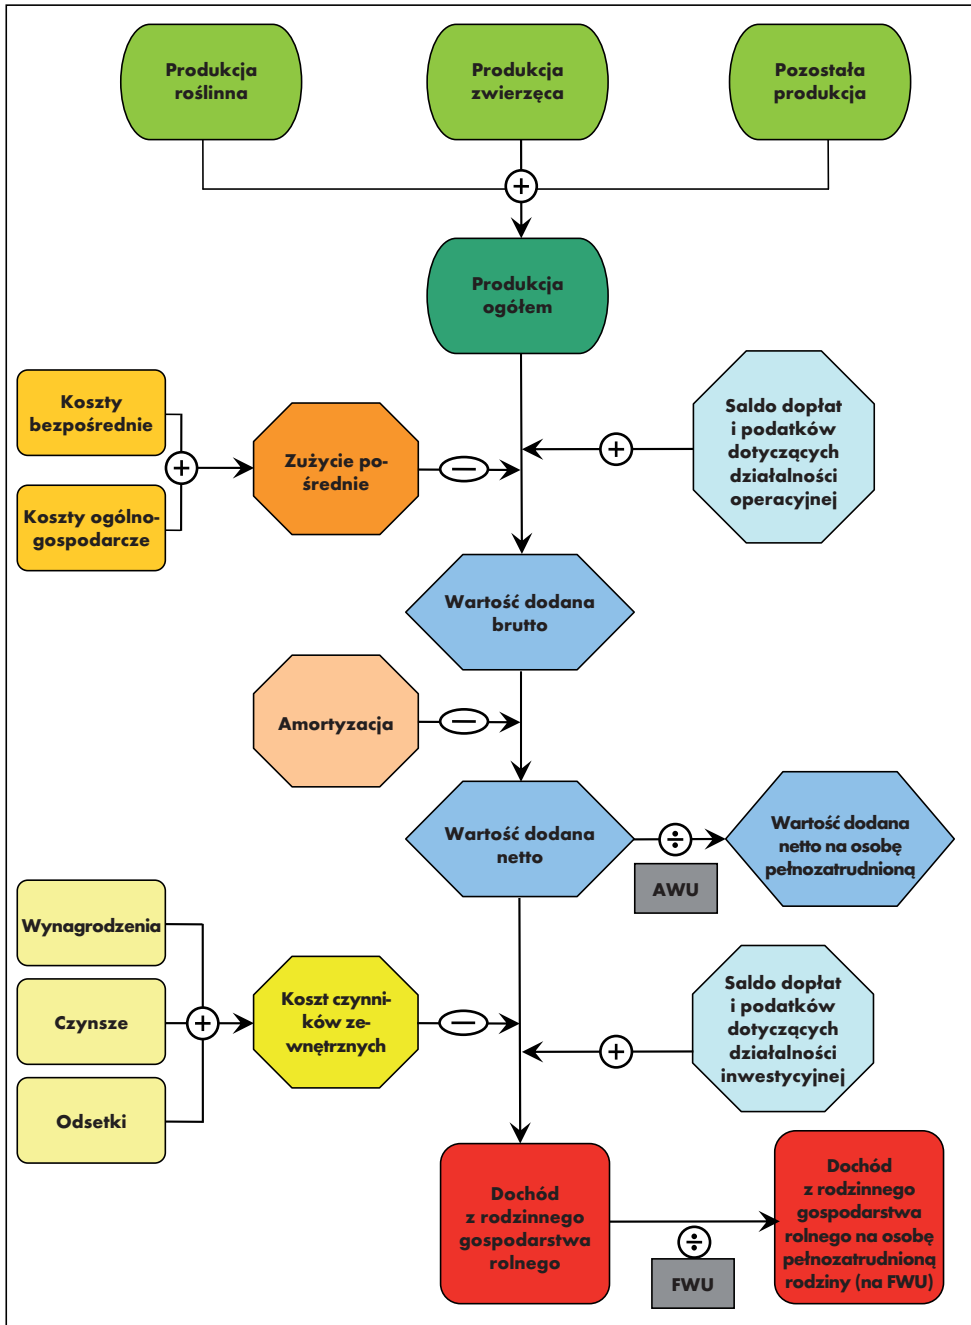 Produkcja
roślinna
Produkcja
zwierzęca
Pozostała
produkcja
+
Produkcja
ogółem
Koszty
bezpośrednie
Koszty ogólno-
gospodarcze
+
Zużycie po-
średnie
−
+
Saldo dopłat
i podatków
dotyczących
działalności
operacyjnej
Wartość dodana
brutto
Amortyzacja
−
Wartość dodana
netto
÷
AWU
Wartość dodana
netto na osobę
pełnozatrudnioną
Wynagrodzenia
Czynsze
Odsetki
+
Koszt czynni-
ków ze-
wnętrznych
−
+
Saldo dopłat
i podatków
dotyczących
działalności
inwestycyjnej
Dochód
z rodzinnego
gospodarstwa
rolnego
÷
FWU
Dochód
z rodzinnego
gospodarstwa
rolnego na osobę
pełnozatrudnioną
rodziny (na FWU)